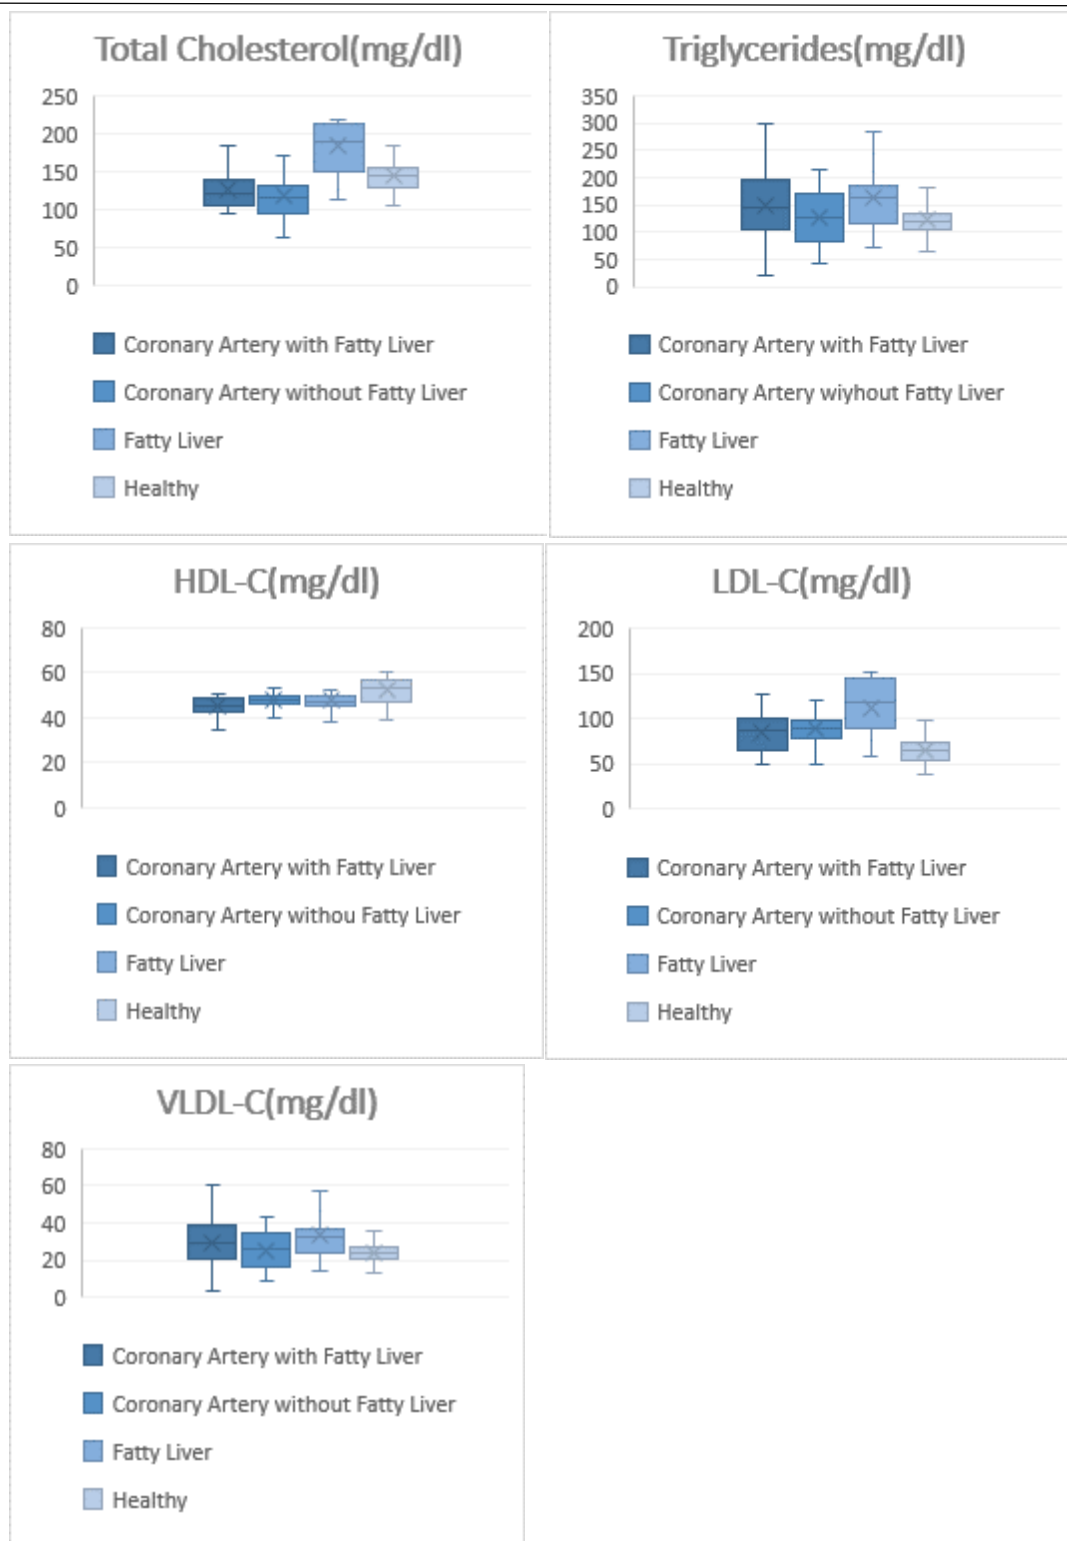 Total Cholesterol(mg/dl)
250
200
150
100
50
0
Coronary Artery with Fatty Liver
Coronary Artery without Fatty Liver
Fatty Liver
Healthy
Triglycerides(mg/dl)
350
300
250
200
150
100
50
0
Coronary Artery with Fatty Liver
Coronary Artery wiyhout Fatty Liver
Fatty Liver
Healthy
HDL-C(mg/dl)
80
60
40
20
0
Coronary Artery with Fatty Liver
Coronary Artery withou Fatty Liver
Fatty Liver
Healthy
LDL-C(mg/dl)
200
150
100
50
0
Coronary Artery with Fatty Liver
Coronary Artery without Fatty Liver
Fatty Liver
Healthy
VLDL-C(mg/dl)
80
60
40
20
0
Coronary Artery with Fatty Liver
Coronary Artery without Fatty Liver
Fatty Liver
Healthy